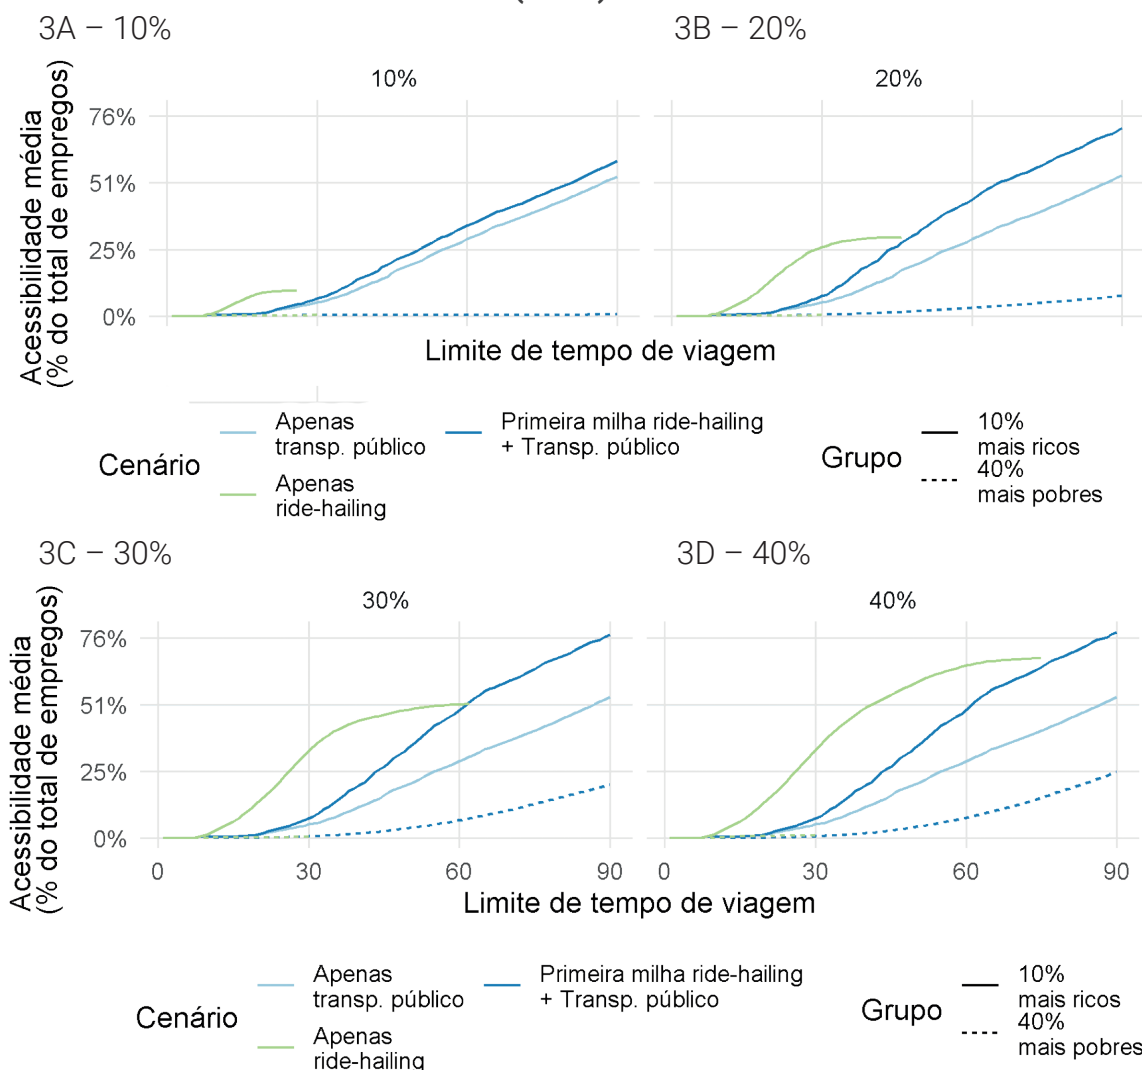 3A – 10%
3B – 20%
Acessibilidade média
(% do total de empregos)
10%
20%
76%
51%
25%
0%
Limite de tempo de viagem
Cenário
Apenas
transp. público
Primeira milha ride-hailing
+ Transp. público
Apenas
ride-hailing
Grupo
10%
mais ricos
40%
mais pobres
3C – 30%
3D – 40%
Acessibilidade média
(% do total de empregos)
30%
40%
76%
51%
25%
0%
0 30 60 90 0 30 60 90
Limite de tempo de viagem
Cenário
Apenas
transp. público
Primeira milha ride-hailing
+ Transp. público
Apenas
ride-hailing
Grupo
10%
mais ricos
40%
mais pobres